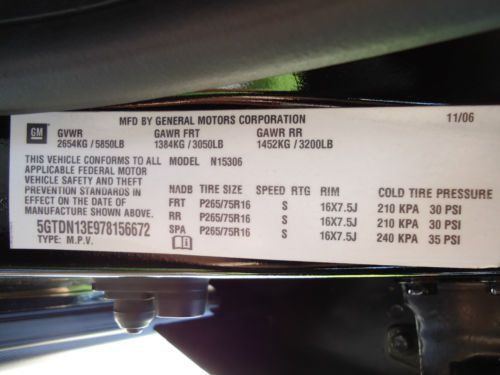 MFD BY GENERAL MOTORS CORPORATION 11/06
GM GVWR GAWR FRT GAWR RR
2654KG / 5850LB 1384KG / 3050LB 1452KG / 3200LB
THIS VEHICLE CONFORMS TO ALL MODEL N15306
APPLICABLE FEDERAL MOTOR
VEHICLE SAFETY AND THEFT
PREVENTION STANDARDS IN
EFFECT ON THE DATE OF
MANUFACTURE SHOWN ABOVE.
5GTDN13E978156672
TYPE: M.P.V.
NADB TIRE SIZE SPEED RTG RIM COLD TIRE PRESSURE
FRT P265/75R16 S 16X7.5J 210 KPA 30 PSI
RR P265/75R16 S 16X7.5J 210 KPA 30 PSI
SPA P265/75R16 S 16X7.5J 240 KPA 35 PSI